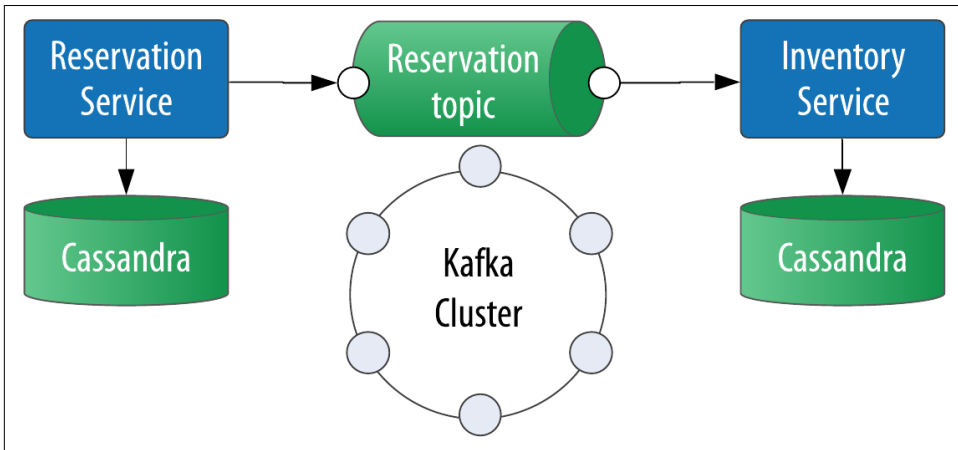 Reservation
Service
Reservation
topic
Inventory
Service
Cassandra
Kafka
Cluster
Cassandra